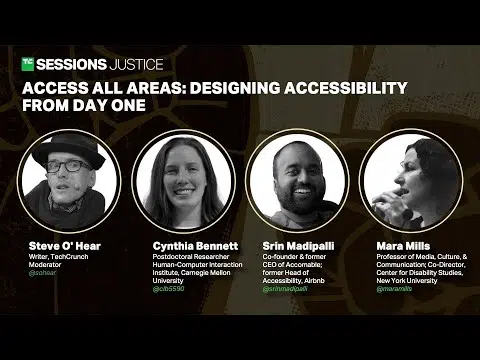 TC SESSIONS JUSTICE
ACCESS ALL AREAS: DESIGNING ACCESSIBILITY
FROM DAY ONE
Steve O' Hear
Writer, TechCrunch
Moderator
@sohear
Cynthia Bennett
Postdoctoral Researcher
Human-Computer Interaction
Institute, Carnegie Mellon
University
@clb5590
Srin Madipalli
Co-founder & former
CEO of Accomable;
former Head of
Accessibility, Airbnb
@srinmadipalli
Mara Mills
Professor of Media, Culture, &
Communication; Co-Director,
Center for Disability Studies,
New York University
@maramills